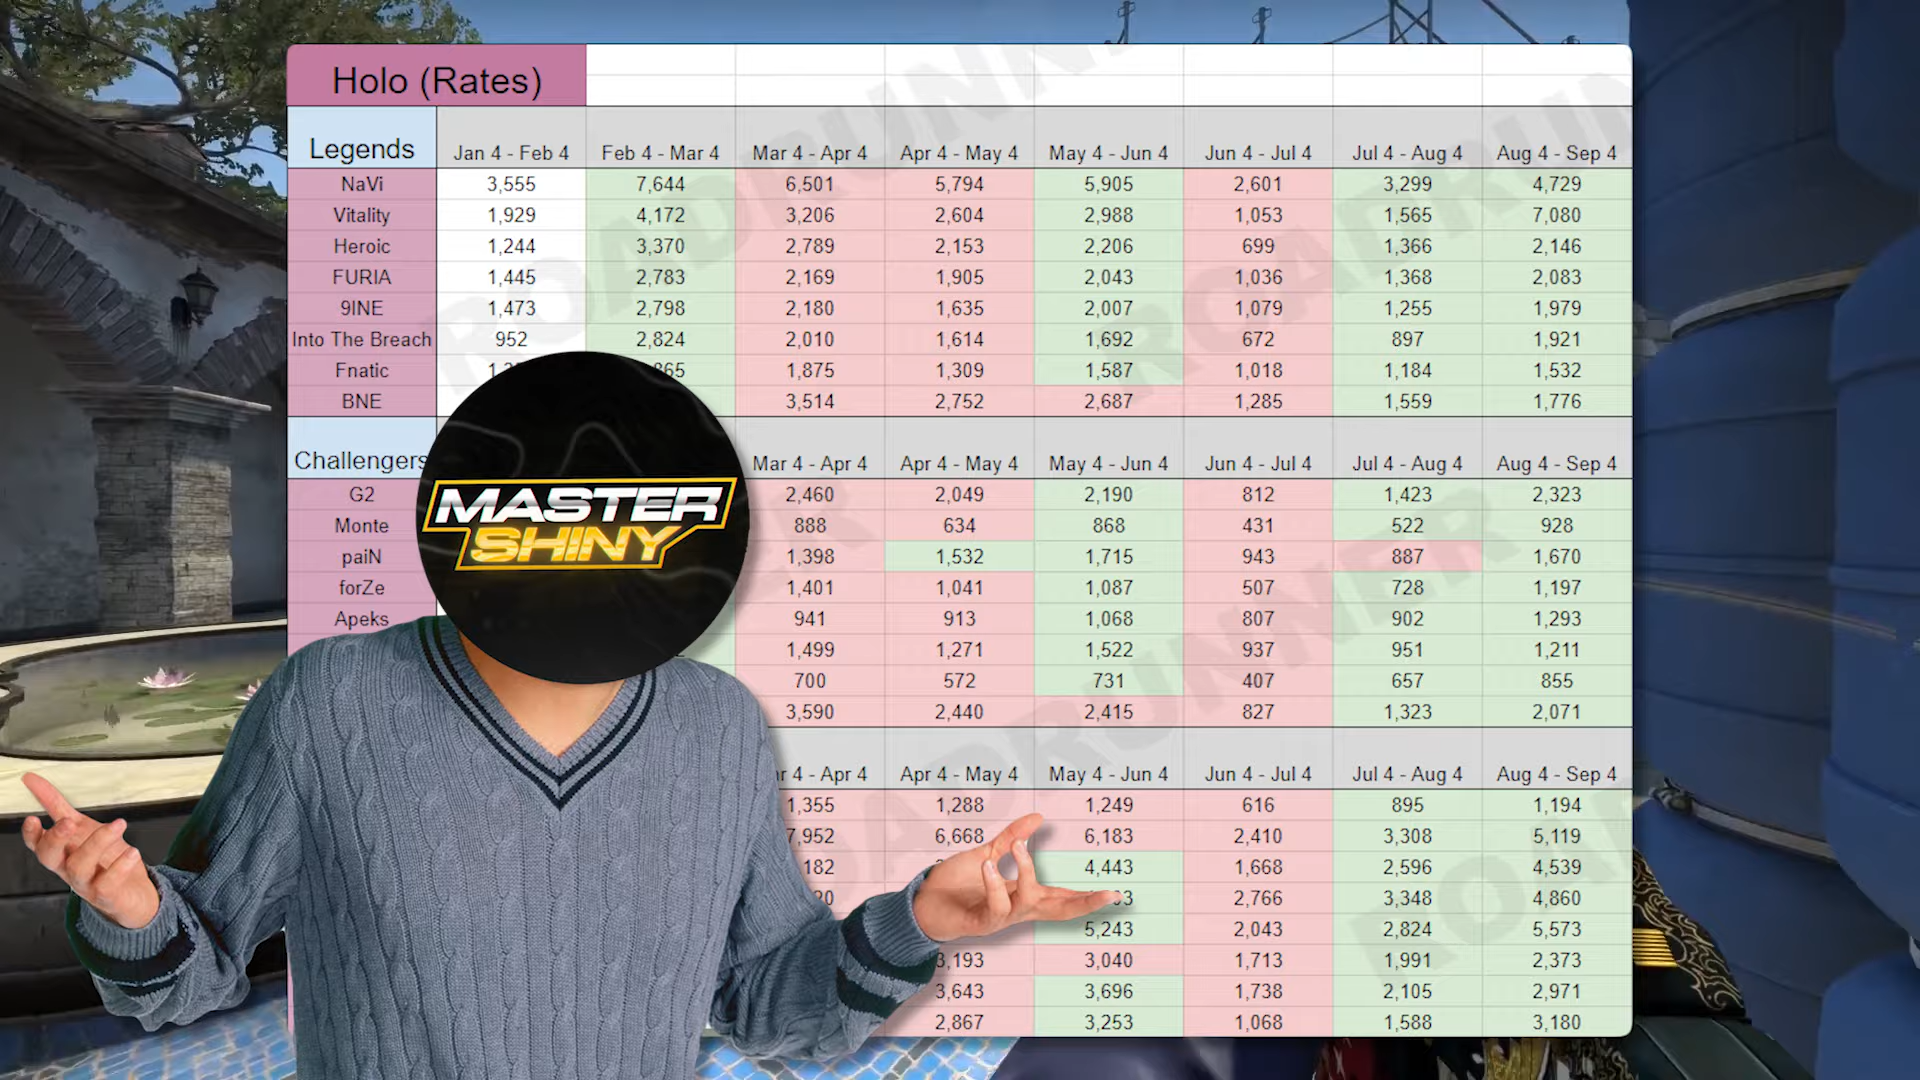 Holo (Rates)
Legends Jan 4 - Feb 4 Feb 4 - Mar 4 Mar 4 - Apr 4 Apr 4 - May 4 May 4 - Jun 4 Jun 4 - Jul 4 Jul 4 - Aug 4 Aug 4 - Sep 4
NaVi 3,555 7,644 6,501 5,794 5,905 2,601 3,299 4,729
Vitality 1,929 4,172 3,206 2,604 2,988 1,053 1,565 7,080
Heroic 1,244 3,370 2,789 2,153 2,206 699 1,366 2,146
FURIA 1,445 2,783 2,169 1,905 2,043 1,036 1,368 2,083
9INE 1,473 2,798 2,180 1,635 2,007 1,079 1,255 1,979
Into The Breach 952 2,824 2,010 1,614 1,692 672 897 1,921
Fnatic 1,875 1,309 1,587 1,018 1,184 1,532
BNE 3,514 2,752 2,687 1,285 1,559 1,776
Challengers Mar 4 - Apr 4 Apr 4 - May 4 May 4 - Jun 4 Jun 4 - Jul 4 Jul 4 - Aug 4 Aug 4 - Sep 4
G2 2,460 2,049 2,190 812 1,423 2,323
Monte 888 634 868 431 522 928
paiN 1,398 1,532 1,715 943 887 1,670
forZe 1,401 1,041 1,087 507 728 1,197
Apeks 941 913 1,068 807 902 1,293
1,499 1,271 1,522 937 951 1,211
700 572 731 407 657 855
3,590 2,440 2,415 827 1,323 2,071
4 - Apr 4 Apr 4 - May 4 May 4 - Jun 4 Jun 4 - Jul 4 Jul 4 - Aug 4 Aug 4 - Sep 4
1,355 1,288 1,249 616 895 1,194
7,952 6,668 6,183 2,410 3,308 5,119
4,443 1,668 2,596 4,539
2,766 3,348 4,860
5,243 2,043 2,824 5,573
3,193 3,040 1,713 1,991 2,373
3,643 3,696 1,738 2,105 2,971
2,867 3,253 1,068 1,588 3,180
MASTER
SHINY
ROADRUNNER
ROADRUNNER
ROADRUNNER